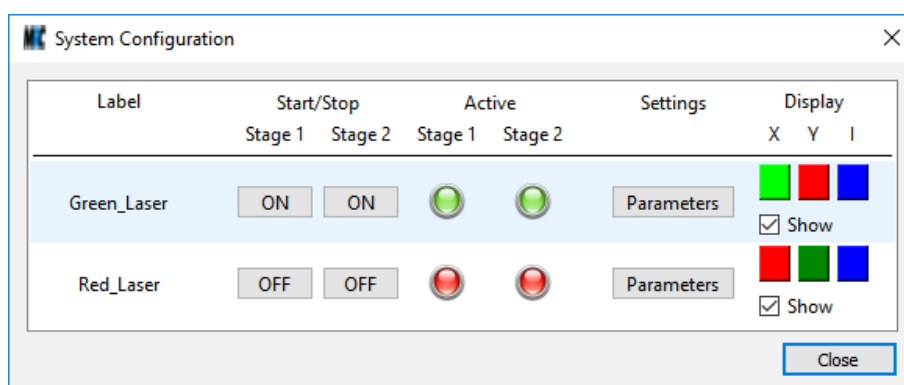 MEC System Configuration
Label Start/Stop Active Settings Display
Stage 1 Stage 2 Stage 1 Stage 2 X Y I
Green_Laser ON ON Parameters
Show
Red_Laser OFF OFF Parameters
Show
Close